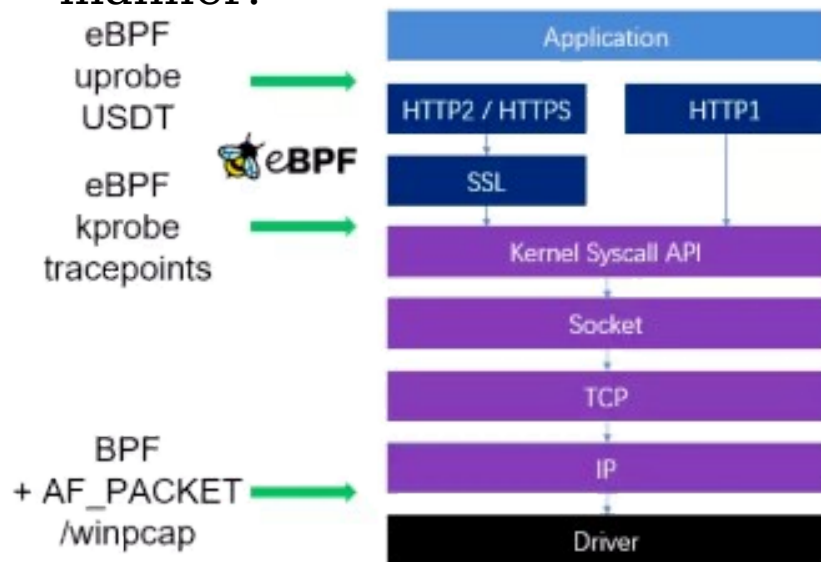 eBPF
uprobe
USDT
Application
HTTP2 / HTTPS
HTTP1
eBPF
SSL
eBPF
kprobe
tracepoints
Kernel Syscall API
Socket
TCP
BPF
+ AF_PACKET
/winpcap
IP
Driver